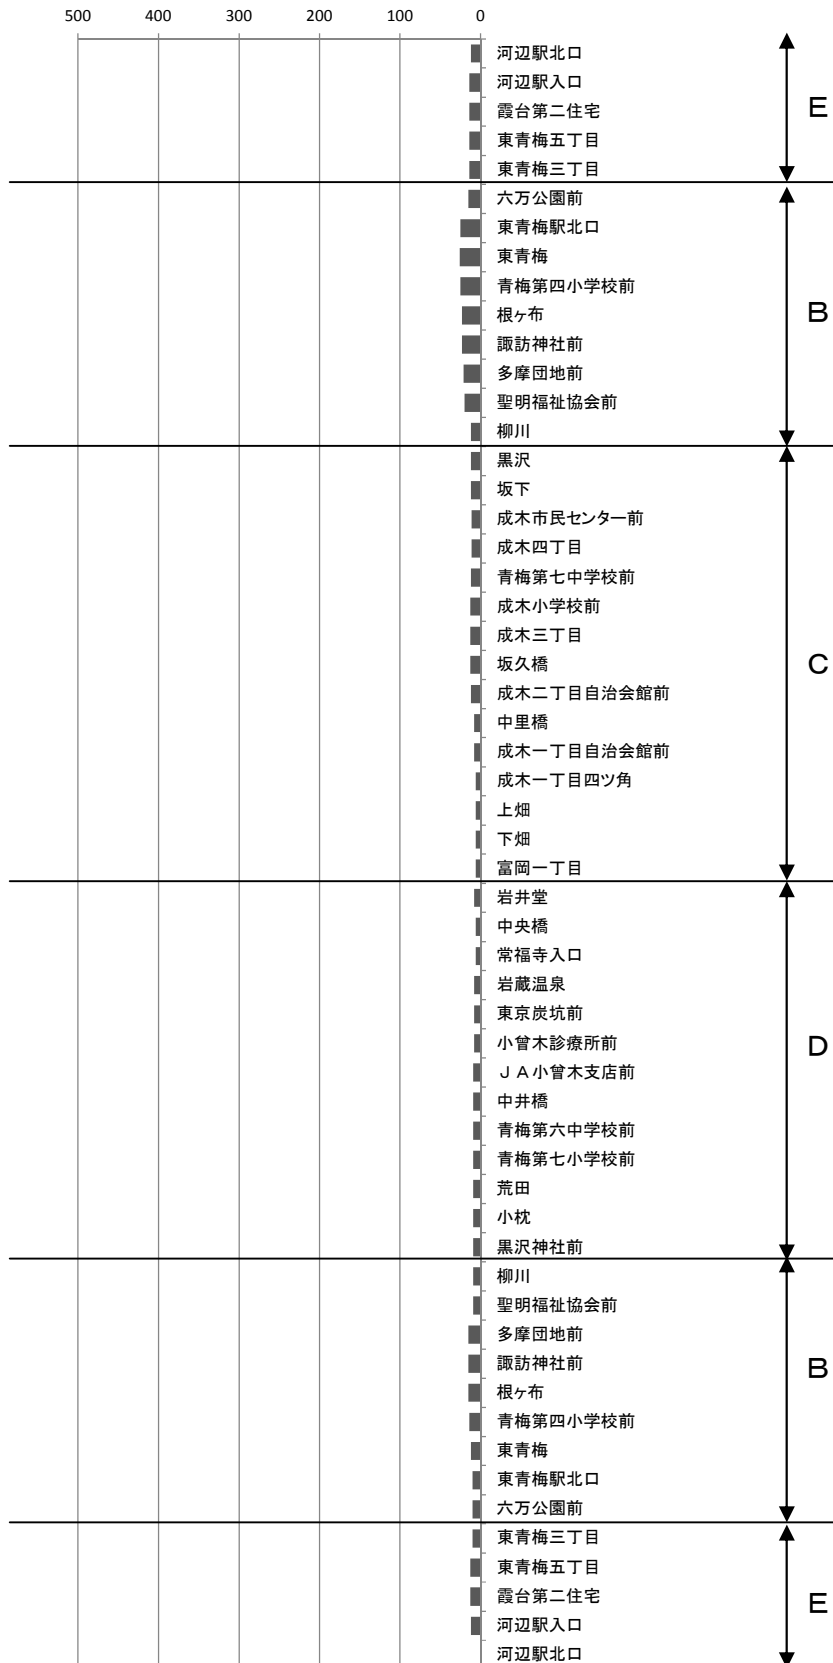 500 400 300 200 100 0
河辺駅北口
河辺駅入口
霞台第二住宅
東青梅五丁目
東青梅三丁目
E
六万公園前
東青梅駅北口
東青梅
青梅第四小学校前
根ヶ布
諏訪神社前
多摩団地前
聖明福祉協会前
柳川
B
黒沢
坂下
成木市民センター前
成木四丁目
青梅第七中学校前
成木小学校前
成木三丁目
坂久橋
成木二丁目自治会館前
中里橋
成木一丁目自治会館前
成木一丁目四ツ角
上畑
下畑
富岡一丁目
C
岩井堂
中央橋
常福寺入口
岩蔵温泉
東京炭坑前
小曾木診療所前
ＪＡ小曾木支店前
中井橋
青梅第六中学校前
青梅第七小学校前
荒田
小枕
黒沢神社前
D
柳川
聖明福祉協会前
多摩団地前
諏訪神社前
根ヶ布
青梅第四小学校前
東青梅
東青梅駅北口
六万公園前
B
東青梅三丁目
東青梅五丁目
霞台第二住宅
河辺駅入口
河辺駅北口
E